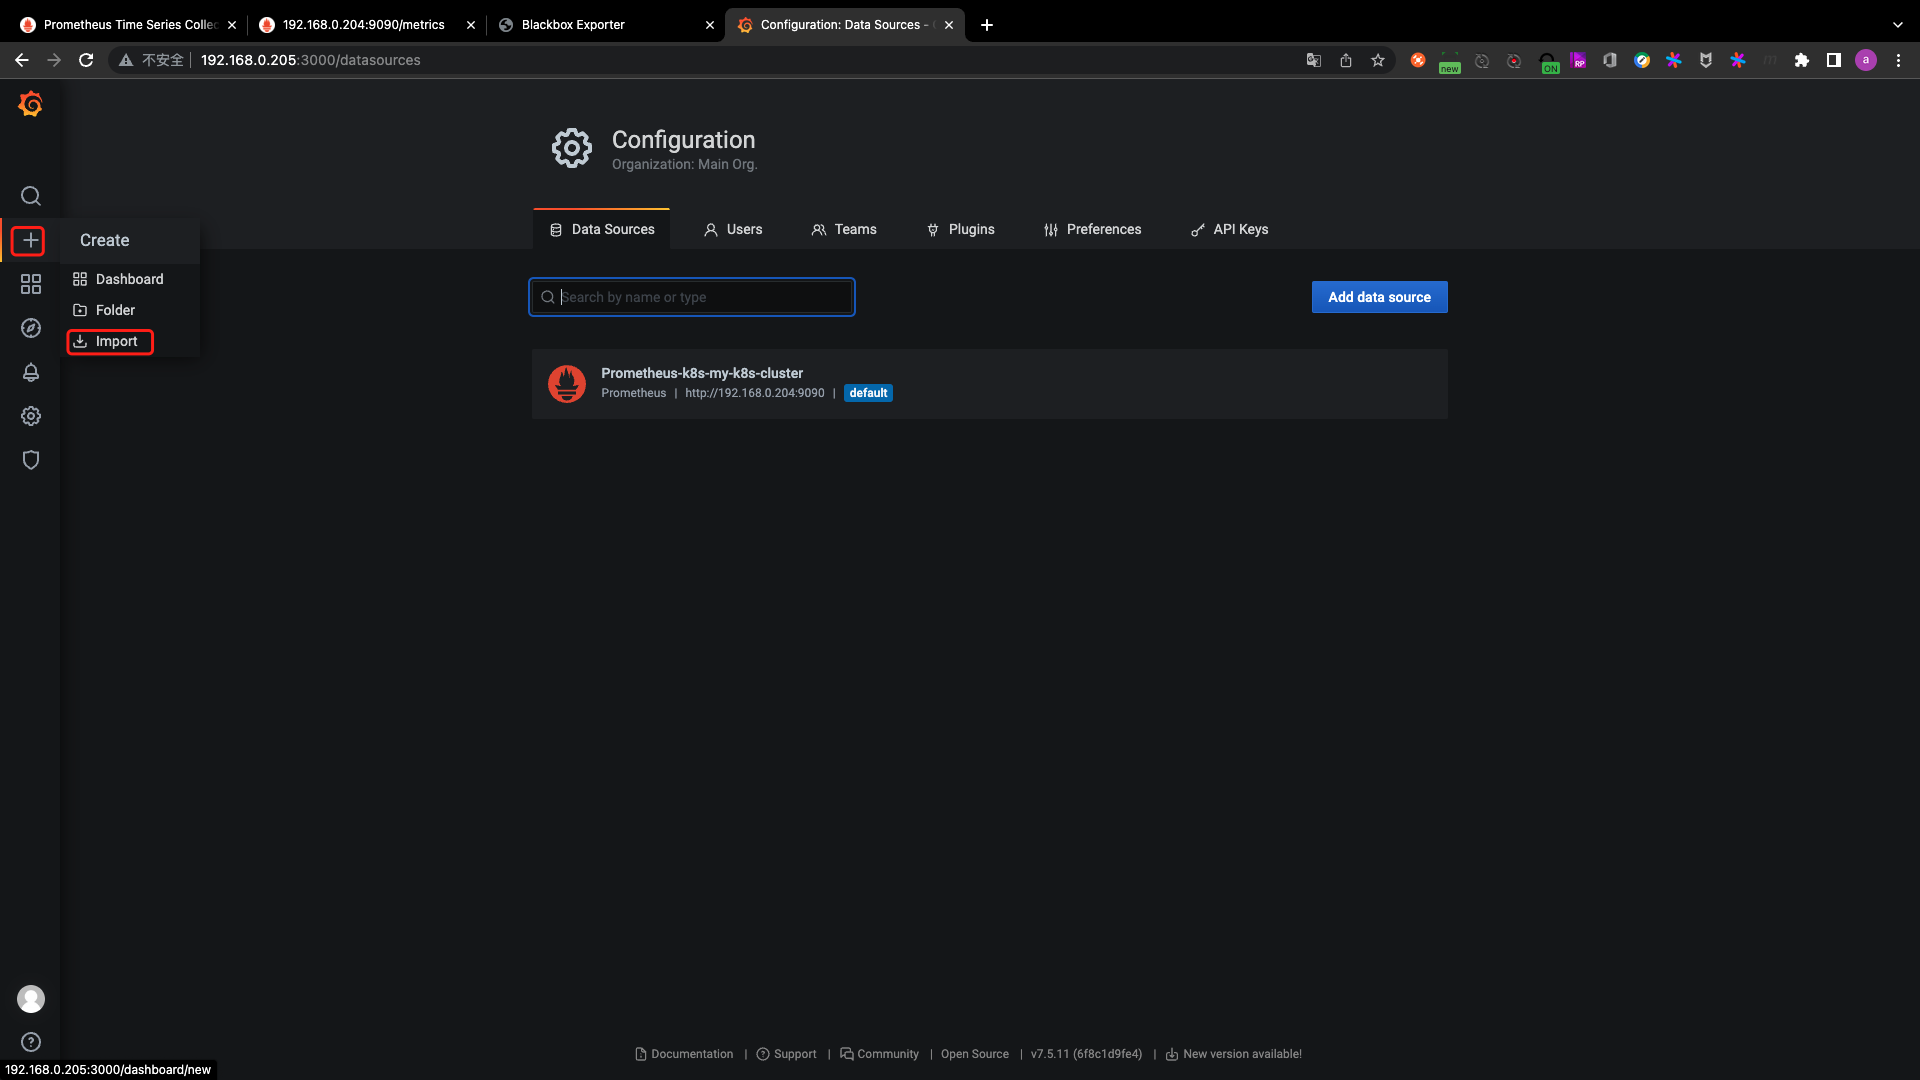 Prometheus Time Series Collec
192.168.0.204:9090/metrics
Blackbox Exporter
Configuration: Data Sources -
不安全
192.168.0.205:3000/datasources
new
ON
RP
a
Configuration
Organization: Main Org.
Data Sources
Users
Teams
Plugins
Preferences
API Keys
Create
Dashboard
Folder
Import
Search by name or type
Add data source
Prometheus-k8s-my-k8s-cluster
Prometheus | http://192.168.0.204:9090 | default
Documentation | Support | Community | Open Source | v7.5.11 (6f8c1d9fe4) | New version available!
192.168.0.205:3000/dashboard/new